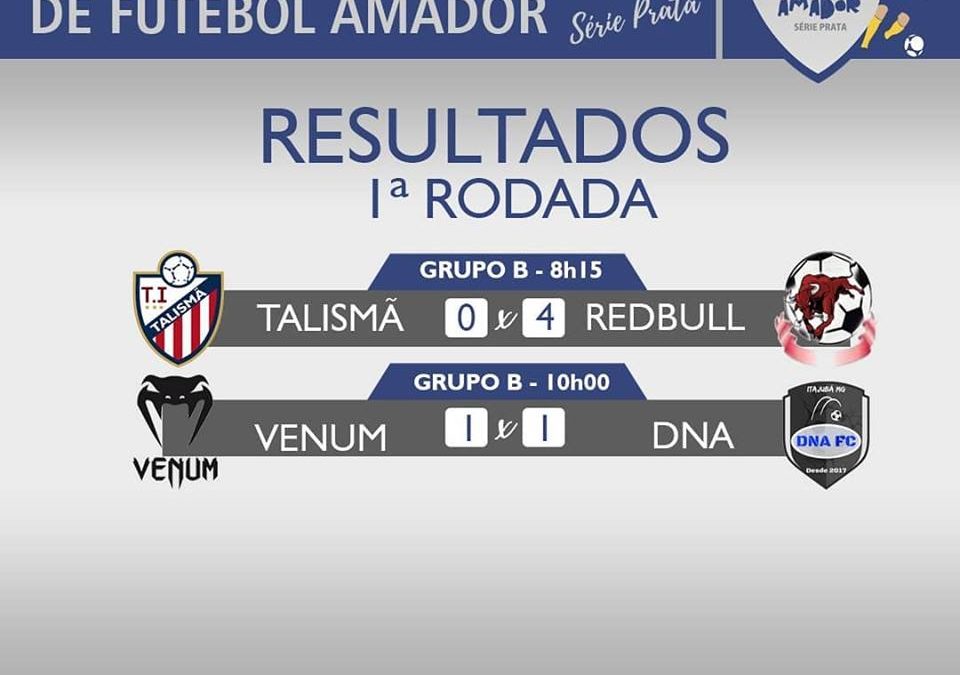 DE FUTEBOL AMADOR Série Prata
AMADOR
SÉRIE PRATA
RESULTADOS
1ª RODADA
GRUPO B - 8h15
T.I
TALISMÃ
TALISMÃ 0 x 4 REDBULL
GRUPO B - 10h00
VENUM 1 x 1 DNA
VENUM
ITAJUBÁ MG
DNA FC
Desde 2017